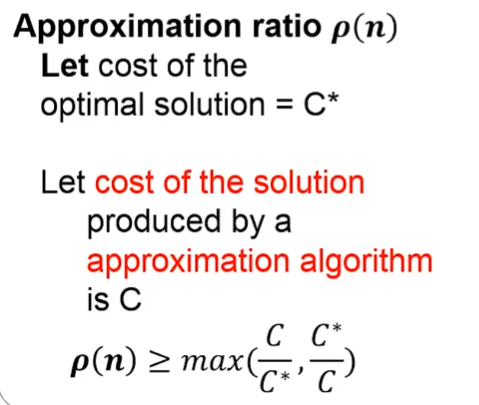 Approximation ratio ρ(n)
Let cost of the
optimal solution = C*
Let cost of the solution
produced by a
approximation algorithm
is C
ρ(n) ≥ max(C/C*, C*/C)